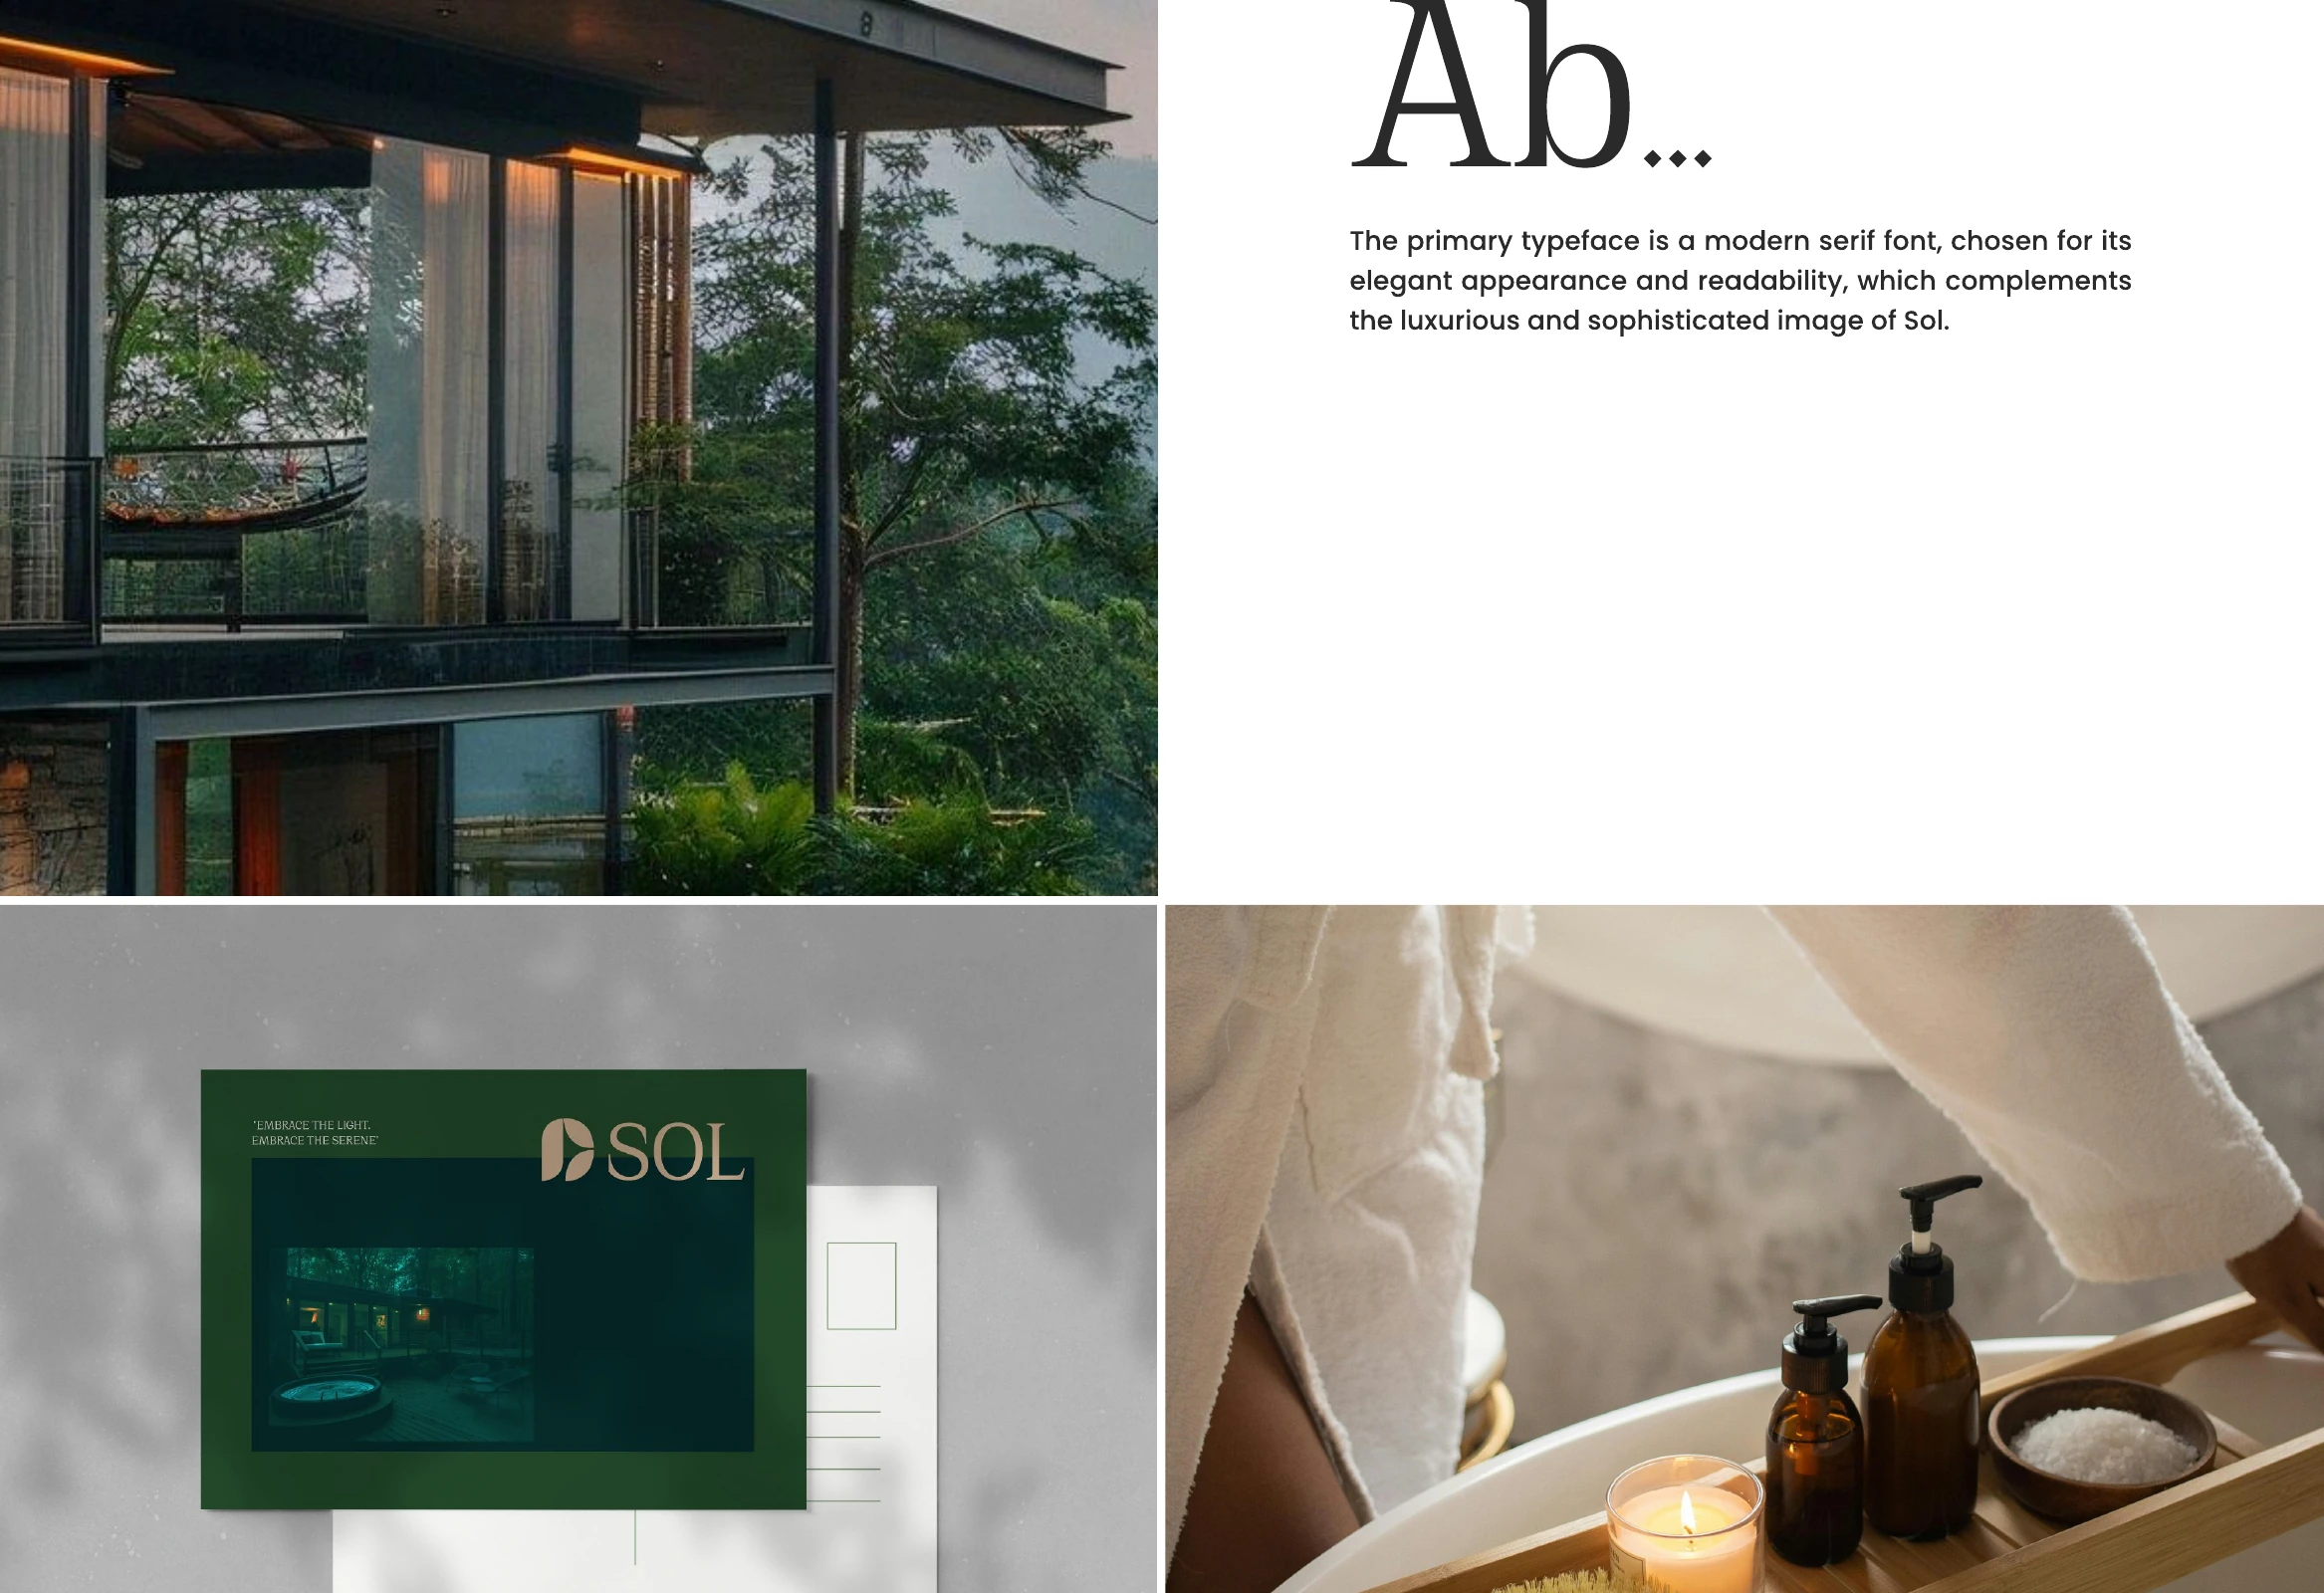 Ab...
The primary typeface is a modern serif font, chosen for its
elegant appearance and readability, which complements
the luxurious and sophisticated image of Sol.
"EMBRACE THE LIGHT.
EMBRACE THE SERENE"
SOL